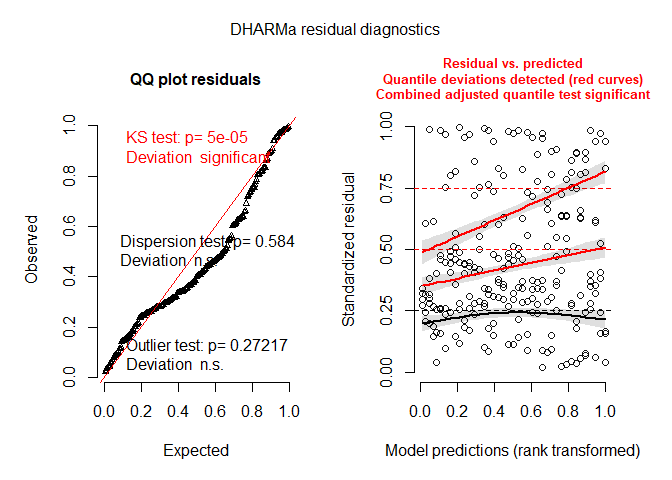 DHARMa residual diagnostics
QQ plot residuals
KS test: p= 5e-05
Deviation significant
Dispersion test: p= 0.584
Deviation n.s.
Outlier test: p= 0.27217
Deviation n.s.
Observed
0.0 0.2 0.4 0.6 0.8 1.0
0.0 0.2 0.4 0.6 0.8 1.0
Expected
Residual vs. predicted
Quantile deviations detected (red curves)
Combined adjusted quantile test significant
Standardized residual
0.00 0.25 0.50 0.75 1.00
0.0 0.2 0.4 0.6 0.8 1.0
Model predictions (rank transformed)